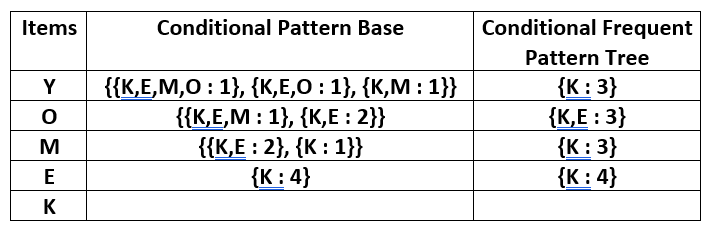 Items Conditional Pattern Base Conditional Frequent
Pattern Tree
Y {{K,E,M,O : 1}, {K,E,O : 1}, {K,M : 1}} {K : 3}
O {{K,E,M : 1}, {K,E : 2}} {K,E : 3}
M {{K,E : 2}, {K : 1}} {K : 3}
E {K : 4} {K : 4}
K